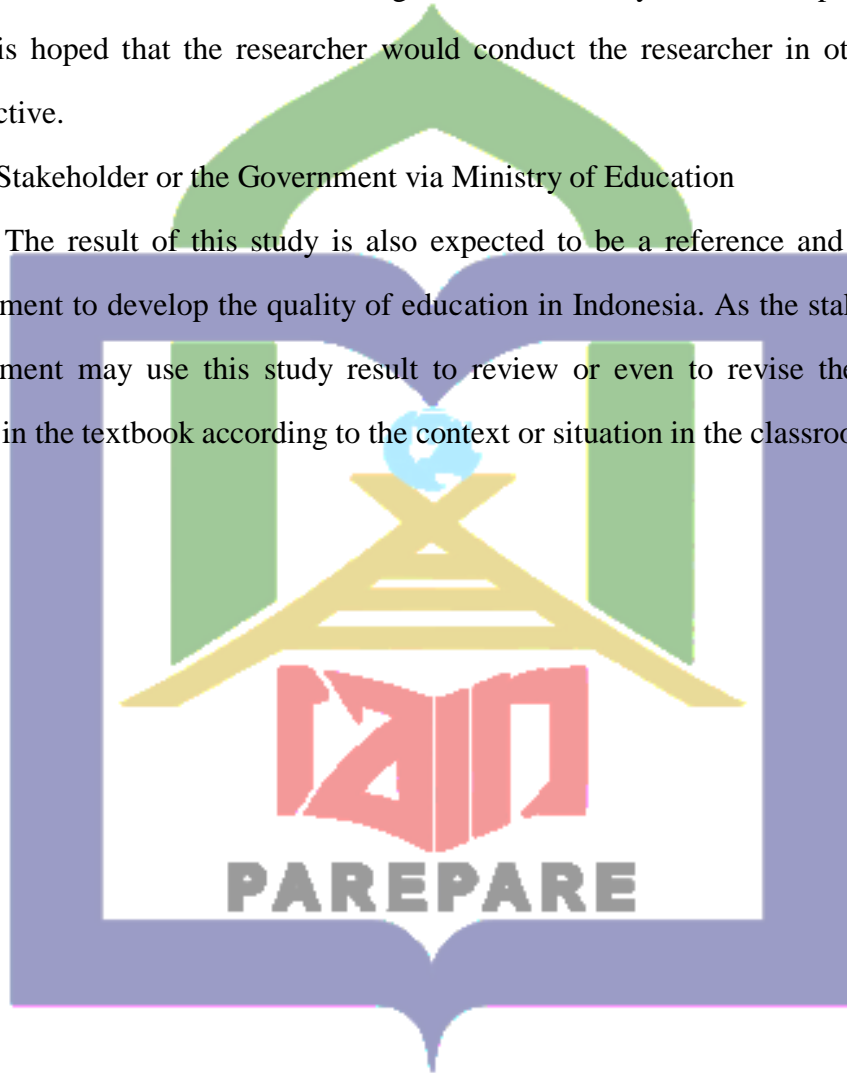 is hoped that the researcher would conduct the researcher in
ctive.
Stakeholder or the Government via Ministry of Education
The result of this study is also expected to be a reference and
ment to develop the quality of education in Indonesia. As the
ment may use this study result to review or even to revise the
in the textbook according to the context or situation in the
iain
PAREPARE